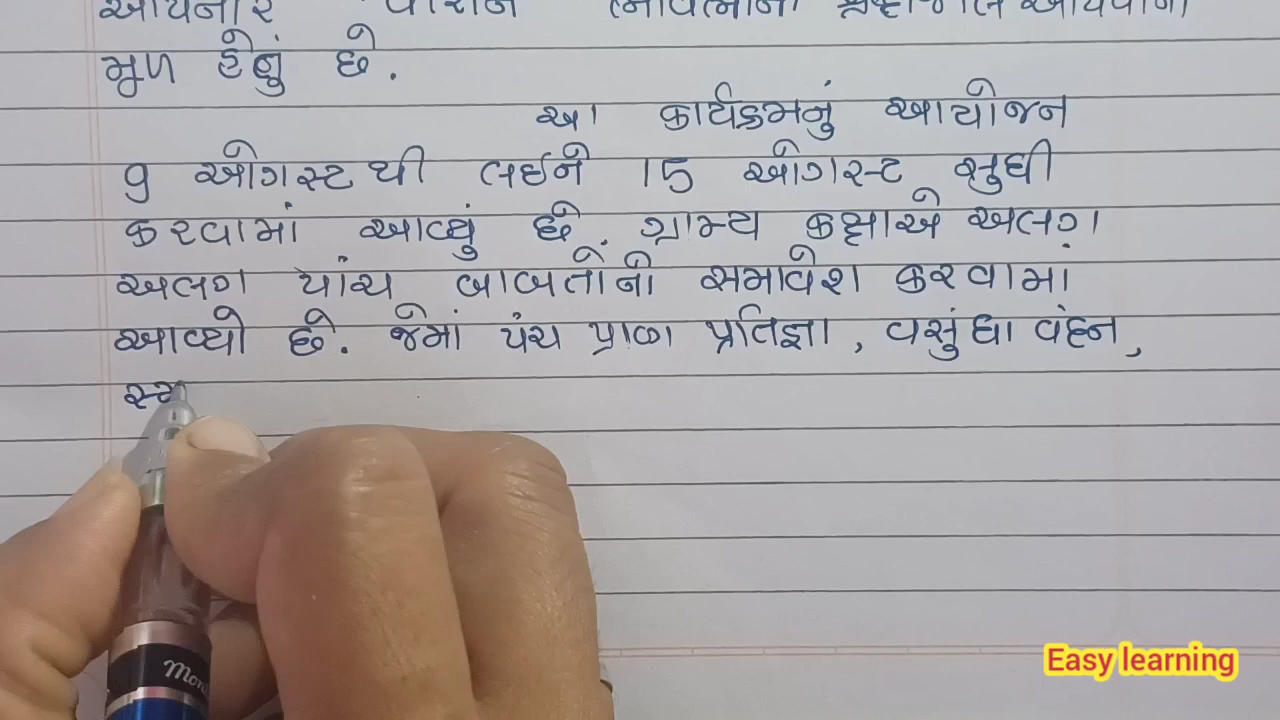 આપનાર
મૂળ હેતું છે.
આ કાર્યક્રમનું આયોજન
9 ઓગસ્ટ થી લઈને 15 ઓગસ્ટ સુધી
કરવામાં આવ્યું છે. ગ્રામ્ય કક્ષાએ અલગ
અલગ પાંચ બાબતોનો સમાવેશ કરવામાં
આવ્યો છે. જેમાં પંચ પ્રાણ પ્રતિજ્ઞા, વસુંધા વંદન,
Easy learning